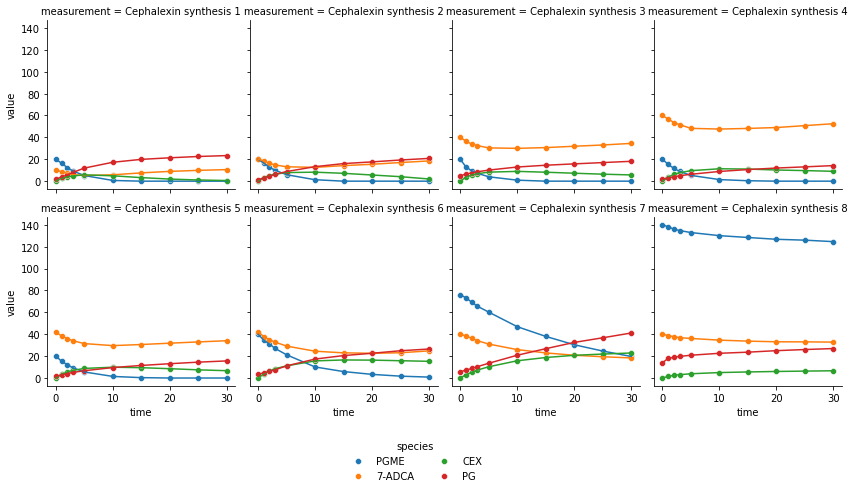 measurement = Cephalexin synthesis 1
measurement = Cephalexin synthesis 2
measurement = Cephalexin synthesis 3
measurement = Cephalexin synthesis 4
140
120
100
80
60
40
20
0
value
measurement = Cephalexin synthesis 5
measurement = Cephalexin synthesis 6
measurement = Cephalexin synthesis 7
measurement = Cephalexin synthesis 8
140
120
100
80
60
40
20
0
value
0 10 20 30
time
0 10 20 30
time
0 10 20 30
time
0 10 20 30
time
species
PGME CEX
7-ADCA PG